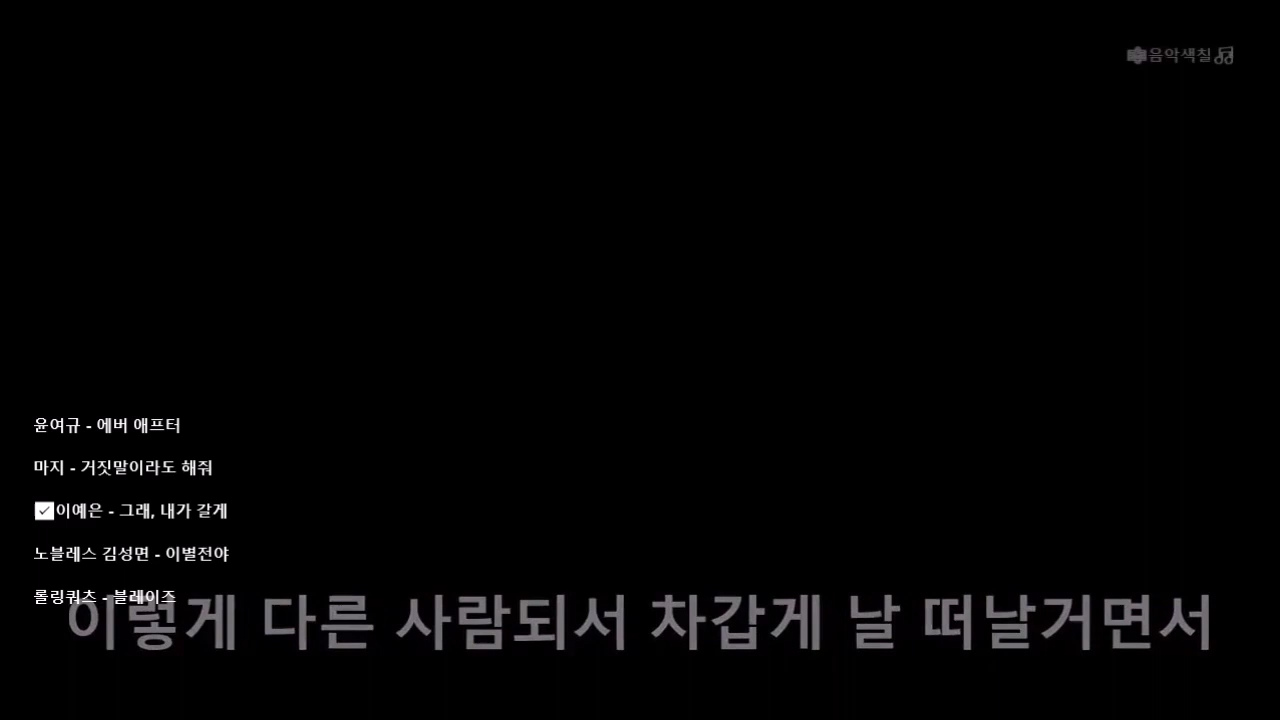 음악색칠
윤여규 - 에버 애프터
마지 - 거짓말이라도 해줘
이예은 - 그래, 내가 갈게
노블레스 김성면 - 이별전야
롤링쿼츠 - 블레이즈
이렇게 다른 사람되서 차갑게 날 떠날거면서